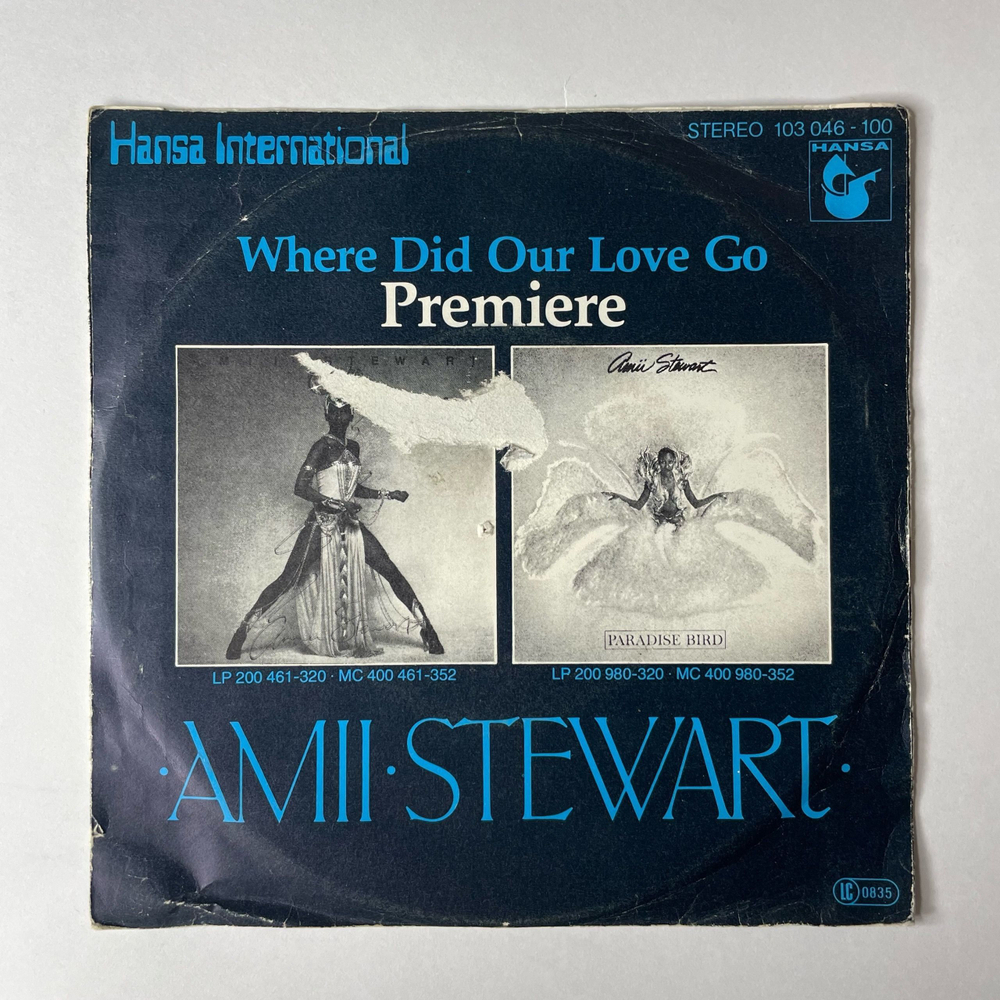 Hansa International
STEREO 103 046 - 100
HANSA
Where Did Our Love Go
Premiere
STEWART
Amii Stewart
PARADISE BIRD
LP 200 461-320 · MC 400 461-352
LP 200 980-320 · MC 400 980-352
·AMII·STEWART·
LC 0835